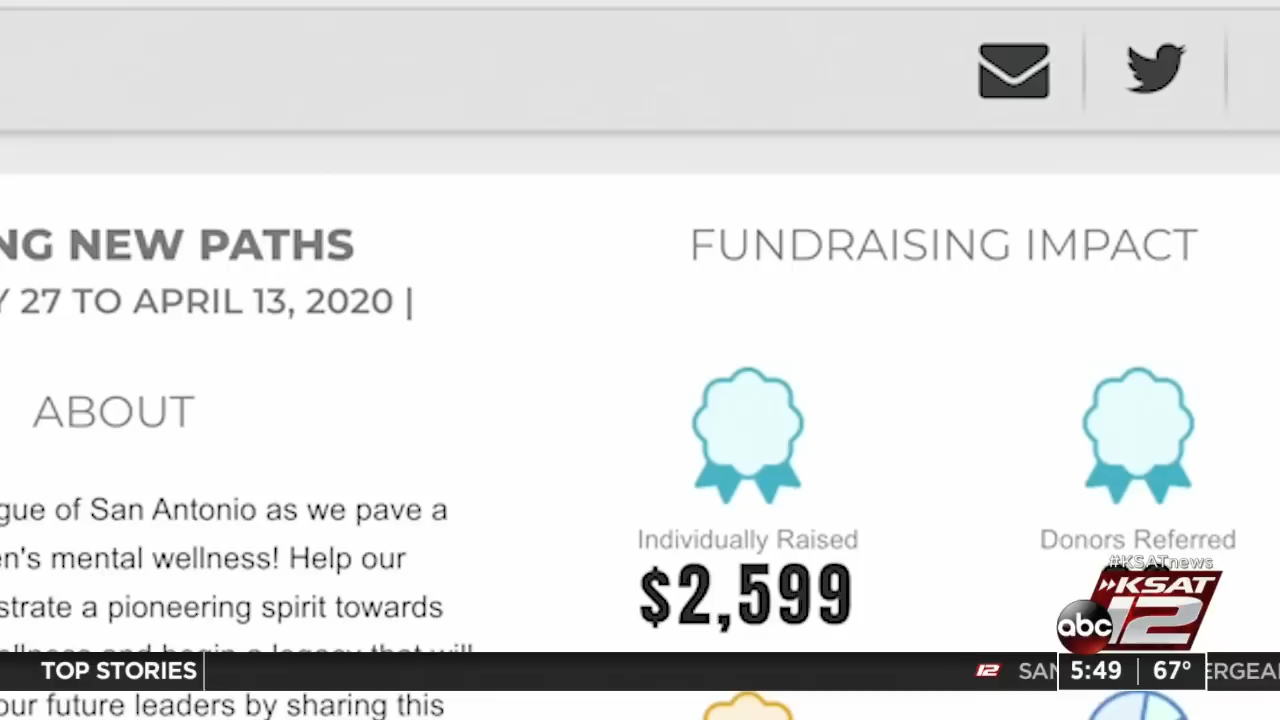 NG NEW PATHS
Y 27 TO APRIL 13, 2020 |
ABOUT
gue of San Antonio as we pave a
en's mental wellness! Help our
strate a pioneering spirit towards
our future leaders by sharing this
FUNDRAISING IMPACT
Individually Raised
$2,599
Donors Referred
#KSATnews
KSAT
12
abc
TOP STORIES
12 SAN
5:49 67°
ERGEA